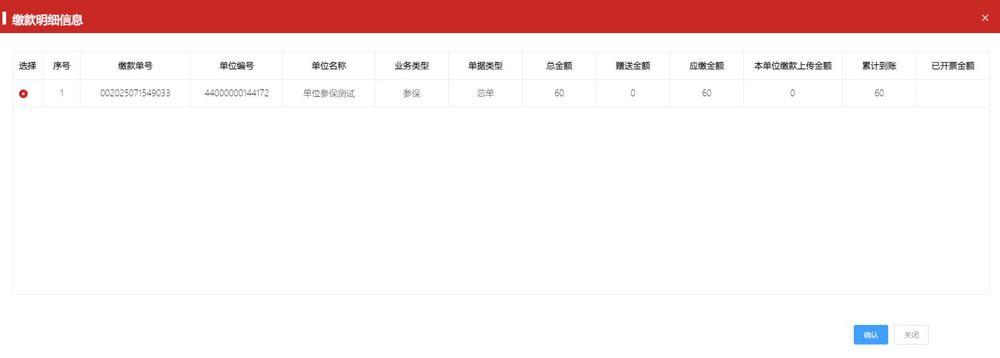 缴款明细信息
选择 序号 缴款单号 单位编号 单位名称 业务类型 单据类型 总金额 赠送金额 应缴金额 本单位缴款上传金额 累计到账 已开票金额
1 002025071549033 44000000144172 单位参保测试 参保 总单 60 0 60 0 60
确认 关闭